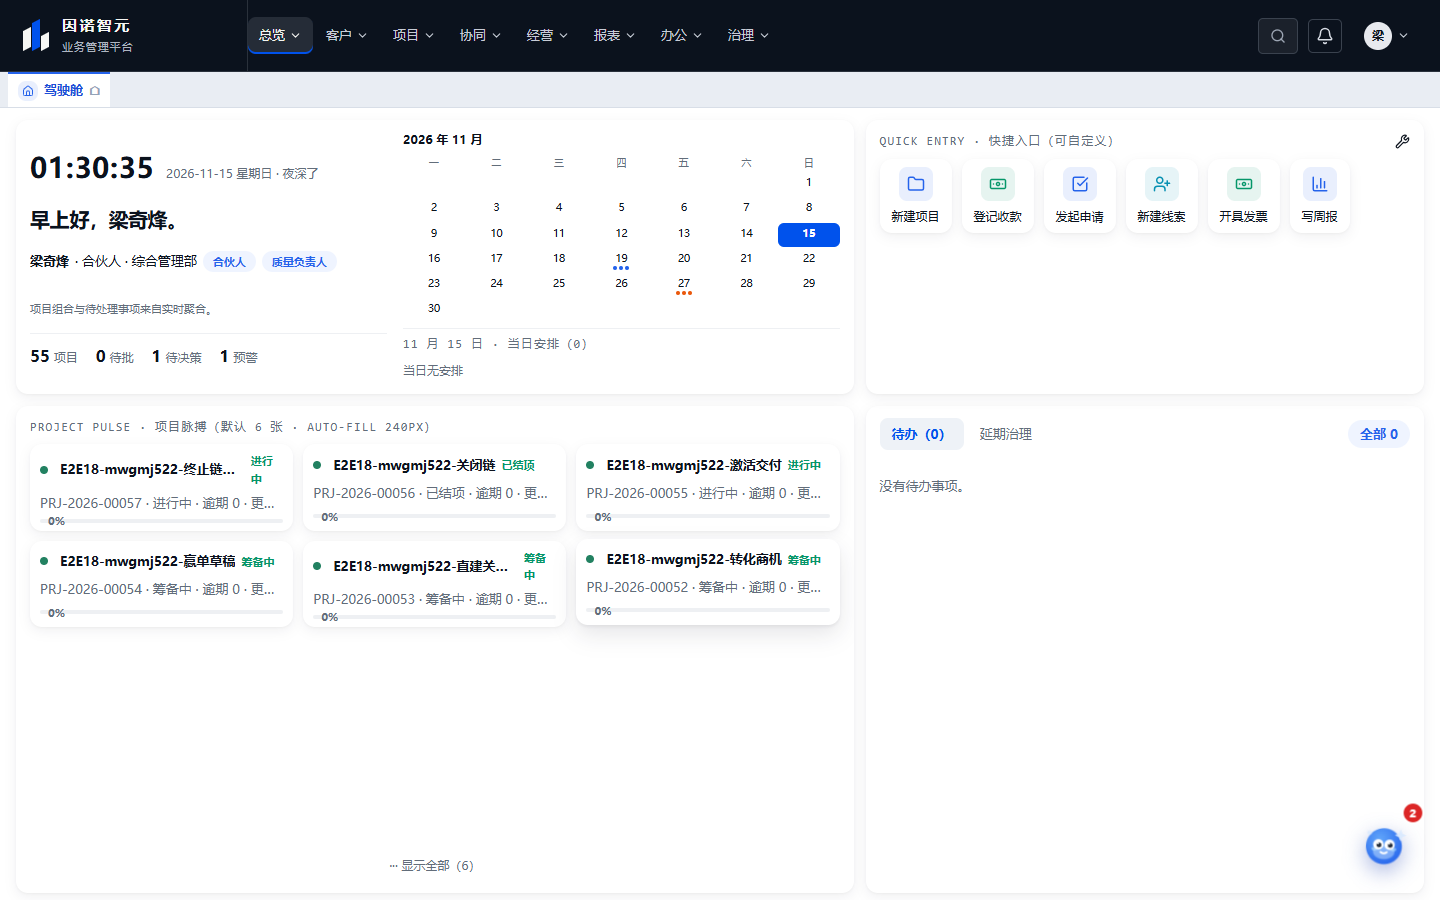 因诺智元
业务管理平台
总览 客户 项目 协同 经营 报表 办公 治理
梁
驾驶舱
01:30:35 2026-11-15 星期日 · 夜深了
早上好，梁奇烽。
梁奇烽 · 合伙人 · 综合管理部 合伙人 质量负责人
项目组合与待处理事项来自实时聚合。
55 项目 0 待批 1 待决策 1 预警
2026 年 11 月
一 二 三 四 五 六 日
1
2 3 4 5 6 7 8
9 10 11 12 13 14 15
16 17 18 19 20 21 22
23 24 25 26 27 28 29
30
11 月 15 日 · 当日安排 (0)
当日无安排
QUICK ENTRY · 快捷入口 (可自定义)
新建项目 登记收款 发起申请 新建线索 开具发票 写周报
PROJECT PULSE · 项目脉搏 (默认 6 张 · AUTO-FILL 240PX)
E2E18-mwgmj522-终止链... 进行中
PRJ-2026-00057 · 进行中 · 逾期 0 · 更...
0%
E2E18-mwgmj522-关闭链 已结项
PRJ-2026-00056 · 已结项 · 逾期 0 · 更...
0%
E2E18-mwgmj522-激活交付 进行中
PRJ-2026-00055 · 进行中 · 逾期 0 · 更...
0%
E2E18-mwgmj522-赢单草稿 筹备中
PRJ-2026-00054 · 筹备中 · 逾期 0 · 更...
0%
E2E18-mwgmj522-直建关... 筹备中
PRJ-2026-00053 · 筹备中 · 逾期 0 · 更...
0%
E2E18-mwgmj522-转化商机 筹备中
PRJ-2026-00052 · 筹备中 · 逾期 0 · 更...
0%
··· 显示全部（6）
待办（0） 延期治理 全部 0
没有待办事项。
2